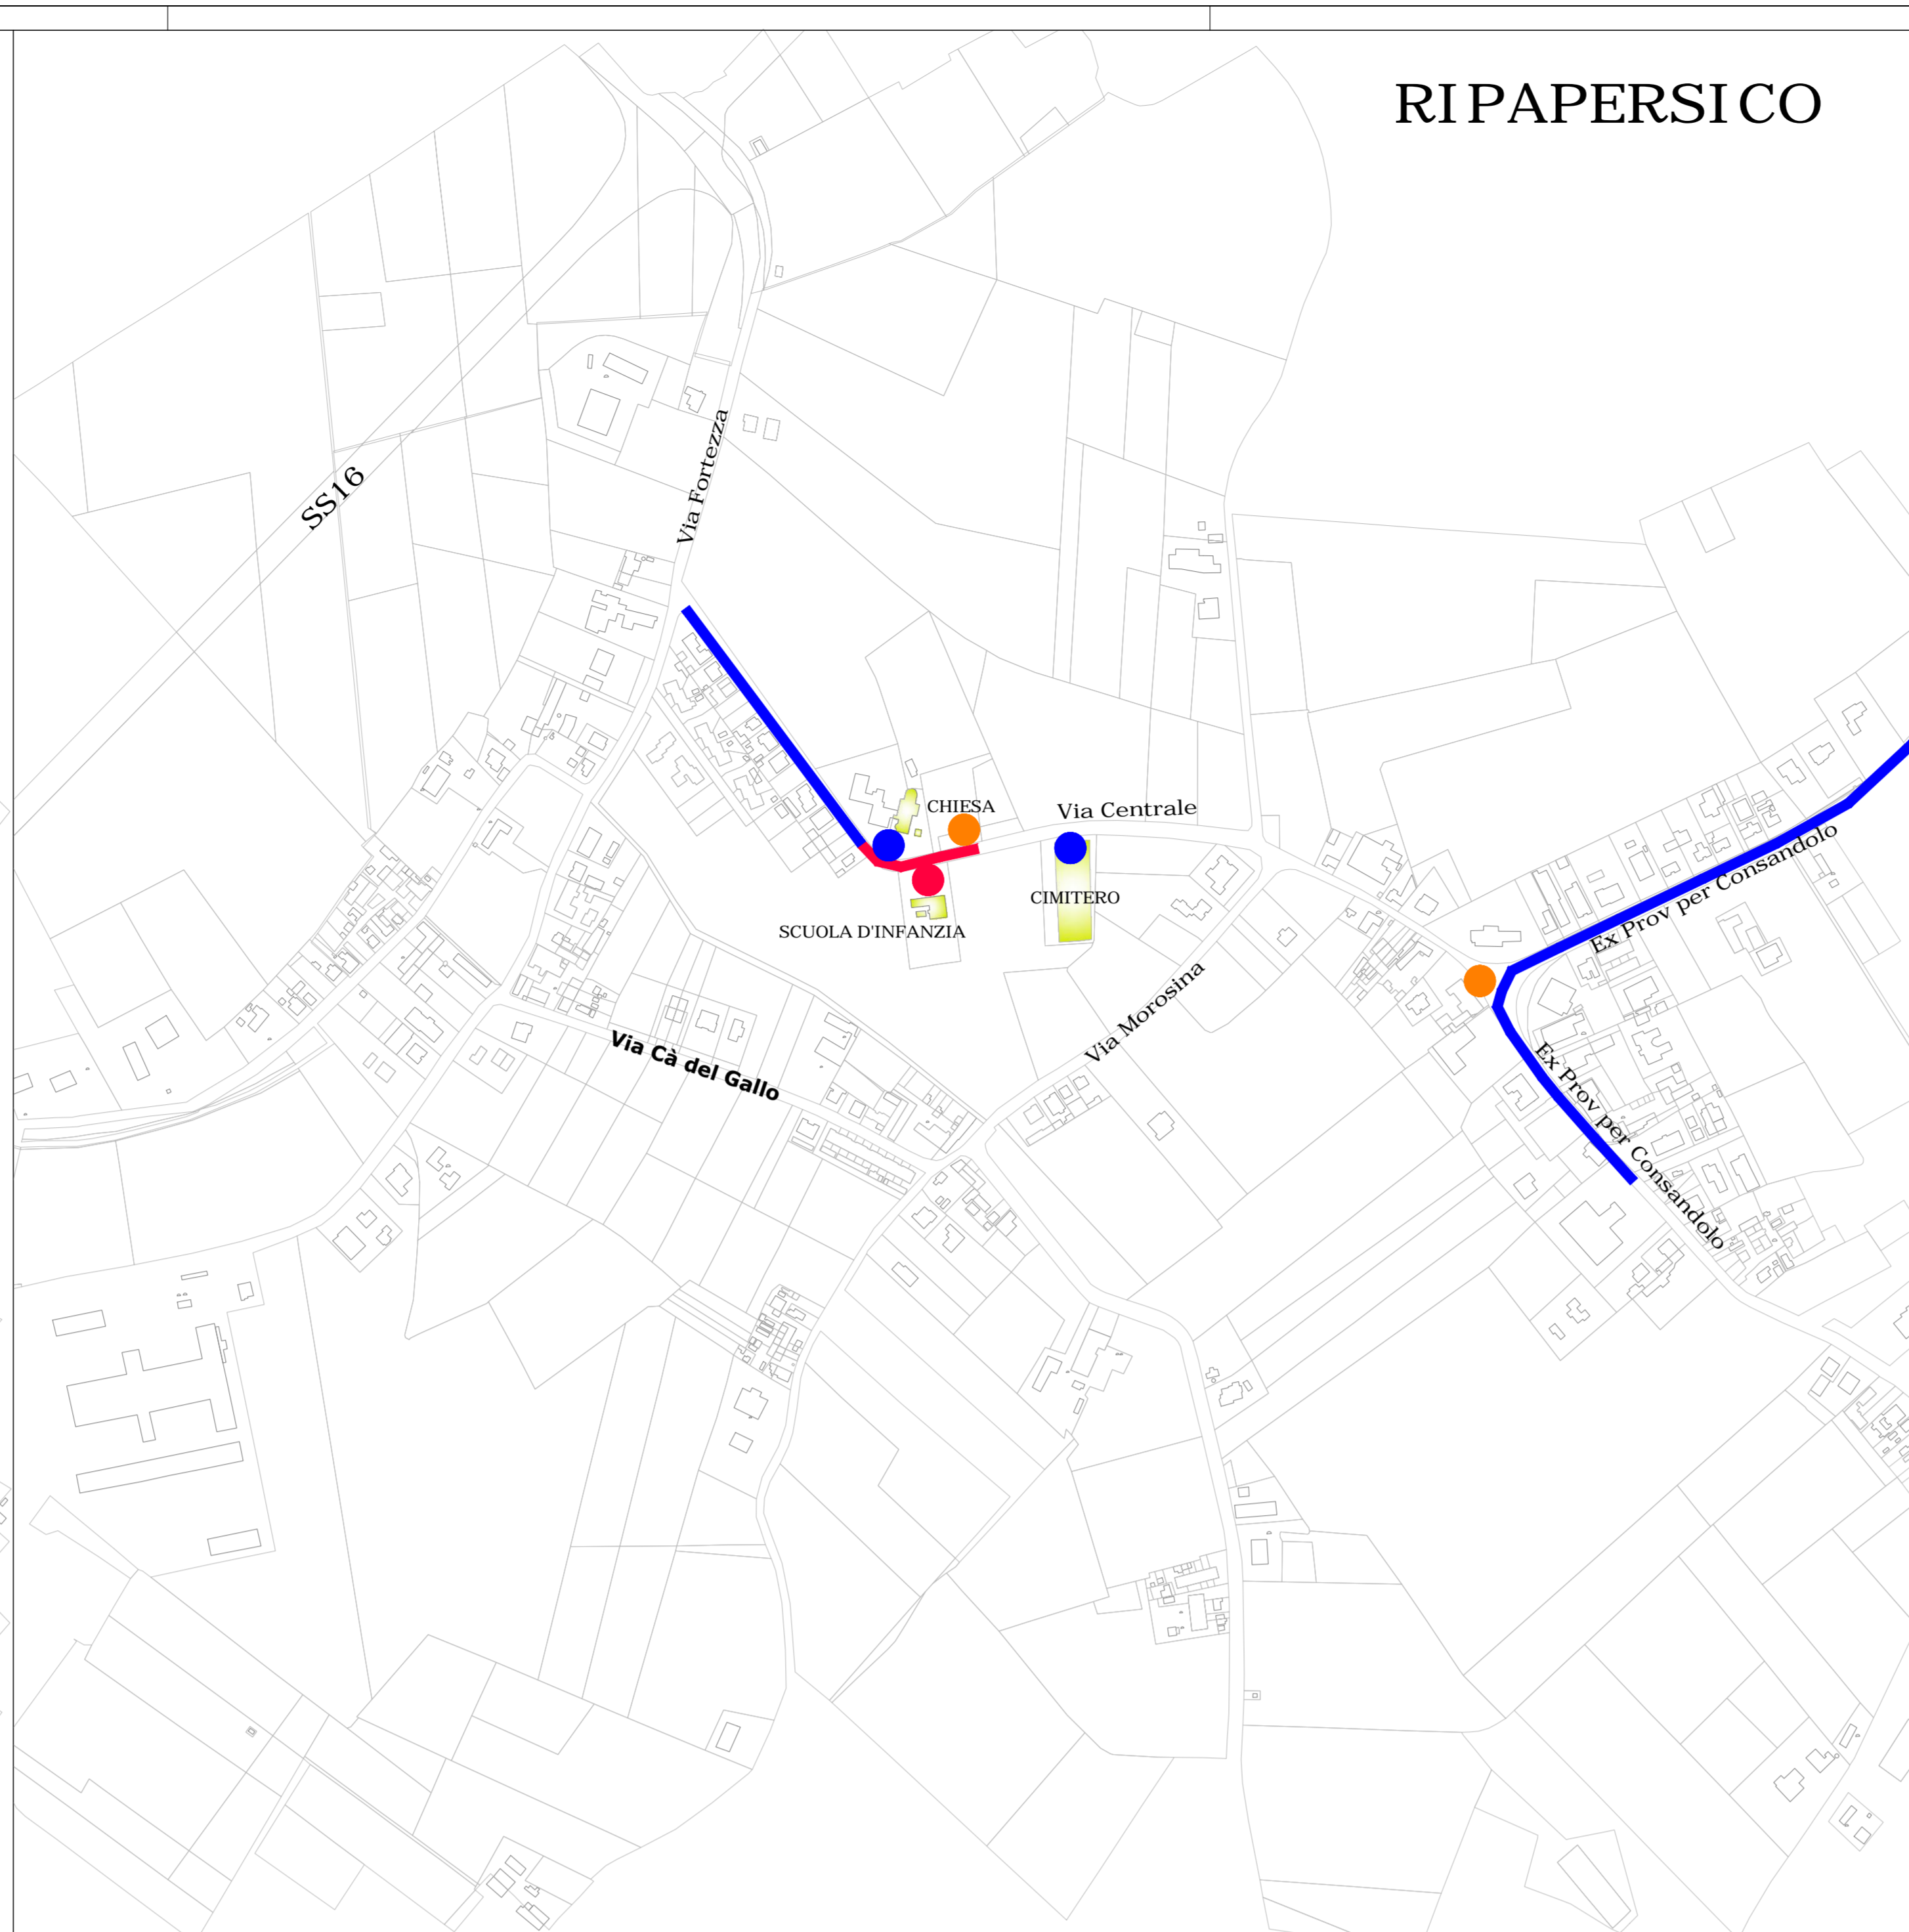 RIPAPERSICO
SS16
Via Fortezza
CHIESA
Via Centrale
CIMITERO
SCUOLA D'INFANZIA
Ex Prov per Consandolo
Via Morosina
Via Cà del Gallo
Ex Prov per Consandolo